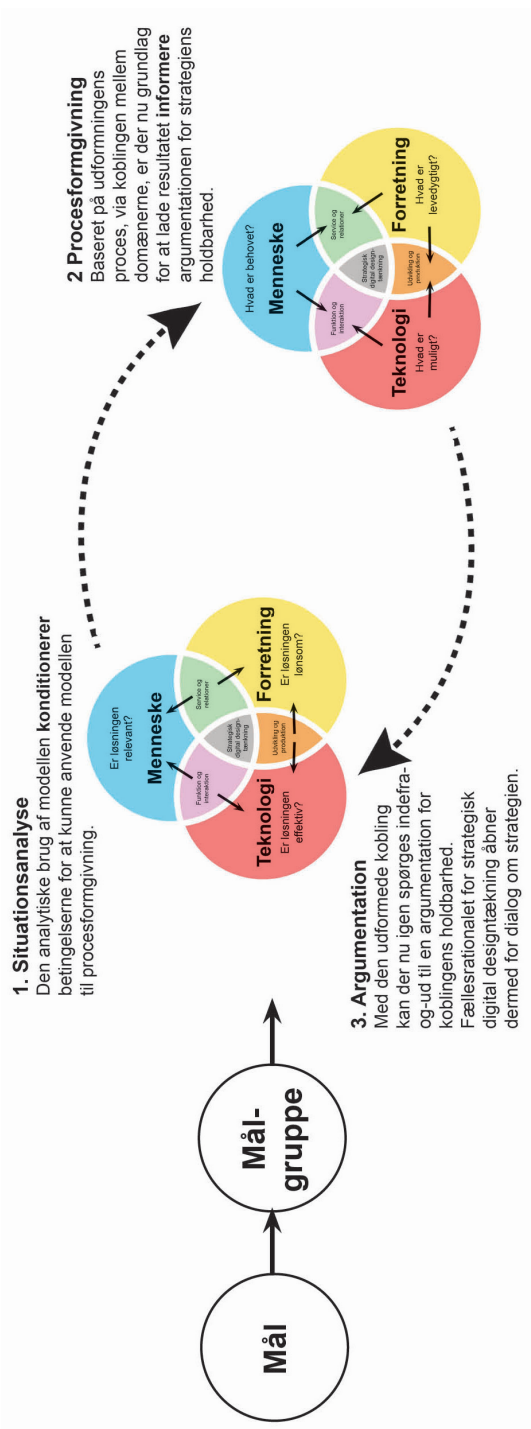 Mål
Mål-
gruppe
1. Situationsanalyse
Den analytiske brug af modellen konditionerer
betingelserne for at kunne anvende modellen
til procesformgivning.
Er løsningen
relevant?
Menneske
Funktion og
interaktion
Service og
relationer
Strategisk
digital design-
tænkning
Teknologi
Er løsningen
effektiv?
Udvikling og
produktion
Forretning
Er løsningen
lønsom?
2 Procesformgivning
Baseret på udformningens
proces, via koblingen mellem
domænerne, er der nu grundlag
for at lade resultatet informere
argumentationen for strategiens
holdbarhed.
Hvad er behovet?
Menneske
Funktion og
interaktion
Service og
relationer
Strategisk
digital design-
tænkning
Teknologi
Hvad er
muligt?
Udvikling og
produktion
Forretning
Hvad er
levedygtigt?
3. Argumentation
Med den udformede kobling
kan der nu igen spørges indefra-
og-ud til en argumentation for
koblingens holdbarhed.
Fællesrationalet for strategisk
digital designtækning åbner
dermed for dialog om strategien.